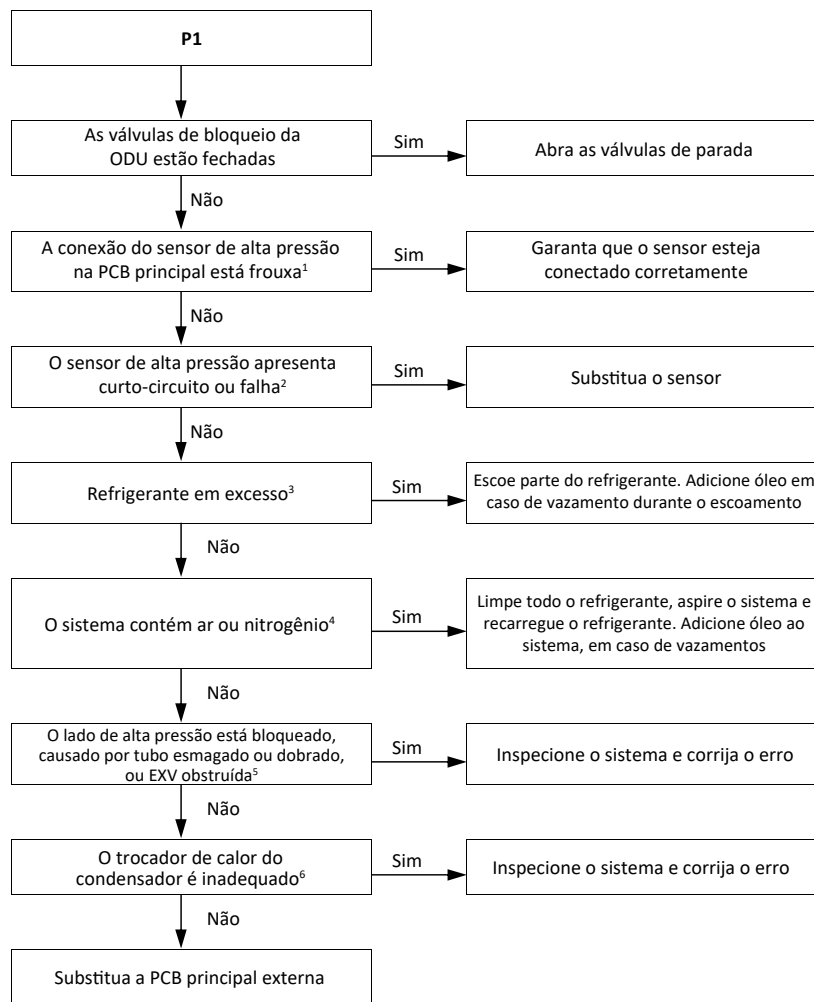 P1
As válvulas de bloqueio da
ODU estão fechadas
Sim
Abra as válvulas de parada
Não
A conexão do sensor de alta pressão
na PCB principal está frouxa¹
Sim
Garanta que o sensor esteja
conectado corretamente
Não
O sensor de alta pressão apresenta
curto-circuito ou falha²
Sim
Substitua o sensor
Não
Refrigerante em excesso³
Sim
Escoe parte do refrigerante. Adicione óleo em
caso de vazamento durante o escoamento
Não
O sistema contém ar ou nitrogênio⁴
Sim
Limpe todo o refrigerante, aspire o sistema e
recarregue o refrigerante. Adicione óleo ao
sistema, em caso de vazamentos
Não
O lado de alta pressão está bloqueado,
causado por tubo esmagado ou dobrado,
ou EXV obstruída⁵
Sim
Inspecione o sistema e corrija o erro
Não
O trocador de calor do
condensador é inadequado⁶
Sim
Inspecione o sistema e corrija o erro
Não
Substitua a PCB principal externa